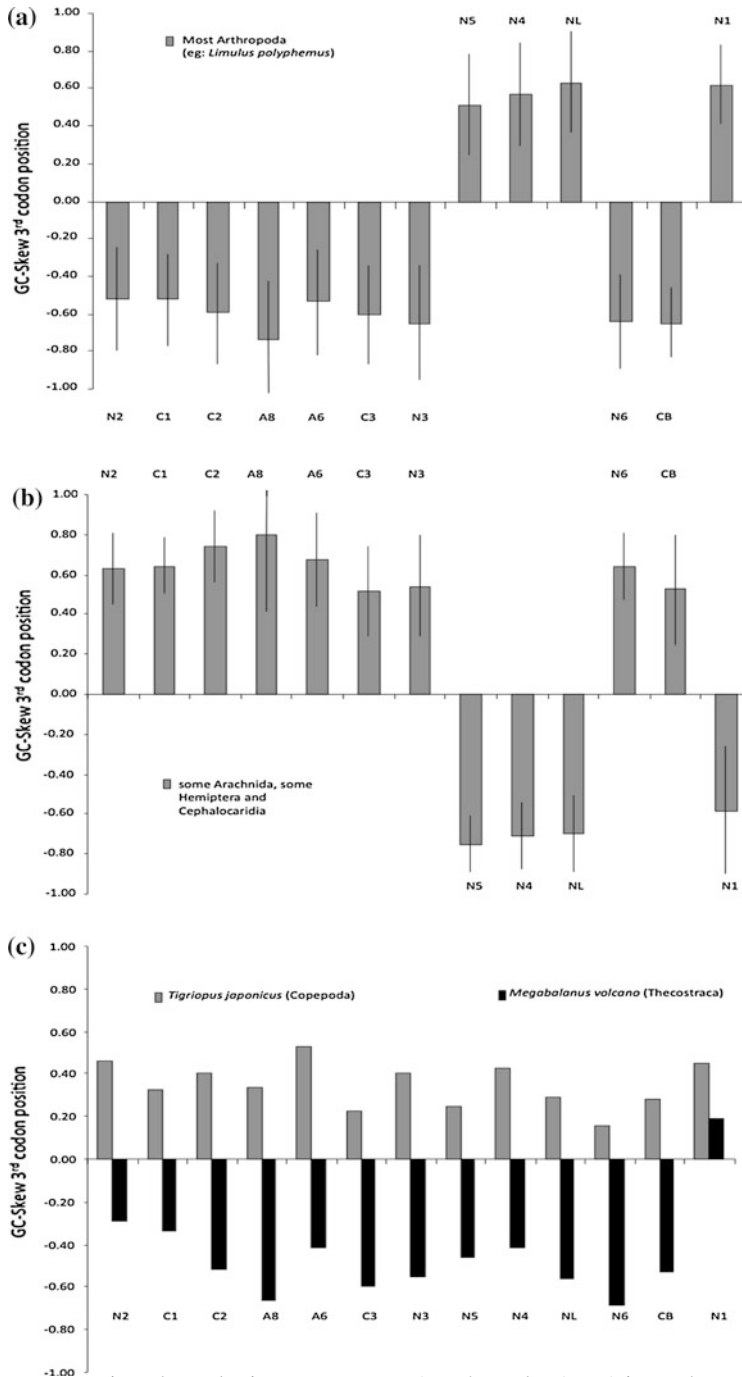 (a)
1.00
0.80
0.60
0.40
0.20
0.00
-0.20
-0.40
-0.60
-0.80
-1.00
GC-Skew 3rd codon position
Most Arthropoda
(eg: Limulus polyphemus)
N5 N4 NL N1
N2 C1 C2 A8 A6 C3 N3 N6 CB
(b)
N2 C1 C2 A8 A6 C3 N3 N6 CB
1.00
0.80
0.60
0.40
0.20
0.00
-0.20
-0.40
-0.60
-0.80
-1.00
GC-Skew 3rd codon position
some Arachnida, some
Hemiptera and
Cephalocaridia
N5 N4 NL N1
(c)
1.00
0.80
0.60
0.40
0.20
0.00
-0.20
-0.40
-0.60
-0.80
-1.00
GC-Skew 3rd codon position
Tigriopus japonicus (Copepoda)
Megabalanus volcano (Thecostraca)
N2 C1 C2 A8 A6 C3 N3 N5 N4 NL N6 CB N1